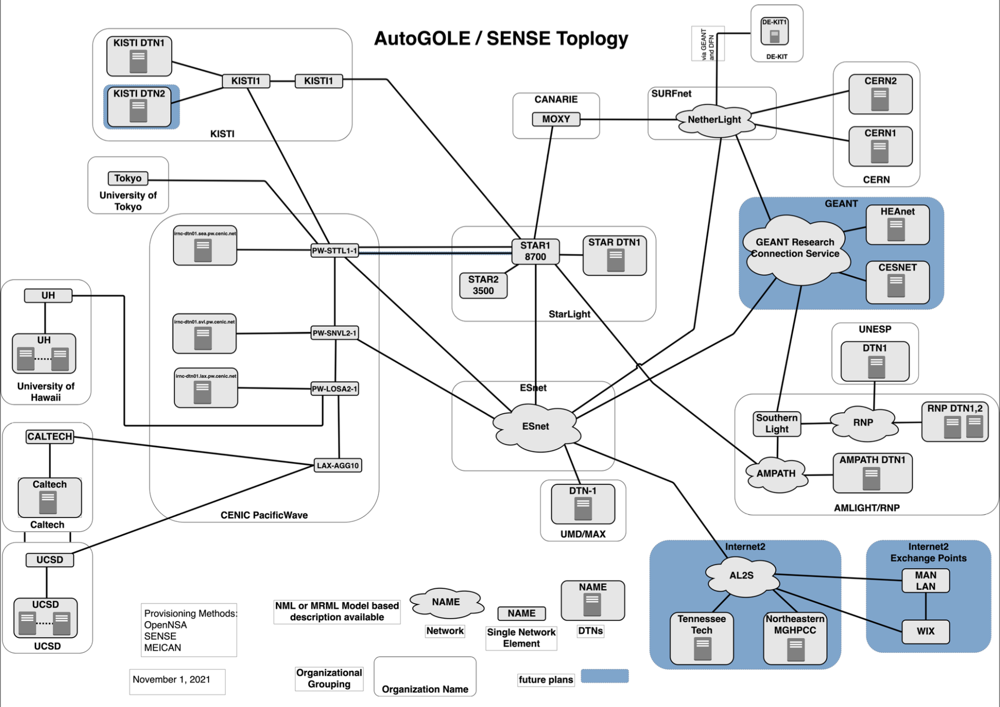 AutoGOLE / SENSE Toplogy
KISTI DTN1
KISTI DTN2
KISTI1
KISTI1
KISTI
Tokyo
University of
Tokyo
via GEANT
and DFN
DE-KIT1
DE-KIT
CANARIE
MOXY
SURFnet
NetherLight
CERN2
CERN1
CERN
GEANT
GEANT Research
Connection Service
HEAnet
CESNET
irnc-dtn01.sea.pw.cenic.net
PW-STTL1-1
irnc-dtn01.svl.pw.cenic.net
PW-SNVL2-1
irnc-dtn01.lax.pw.cenic.net
PW-LOSA2-1
LAX-AGG10
CENIC PacificWave
STAR1
8700
STAR DTN1
STAR2
3500
StarLight
UH
UH
University of
Hawaii
CALTECH
Caltech
Caltech
UCSD
UCSD
UCSD
ESnet
ESnet
DTN-1
UMD/MAX
UNESP
DTN1
Southern
Light
RNP
RNP DTN1,2
AMPATH
AMPATH DTN1
AMLIGHT/RNP
Internet2
AL2S
Tennessee
Tech
Northeastern
MGHPCC
Internet2
Exchange Points
MAN
LAN
WIX
Provisioning Methods:
OpenNSA
SENSE
MEICAN
November 1, 2021
NML or MRML Model based
description available
NAME
Network
NAME
Single Network
Element
NAME
DTNs
Organizational
Grouping
Organization Name
future plans